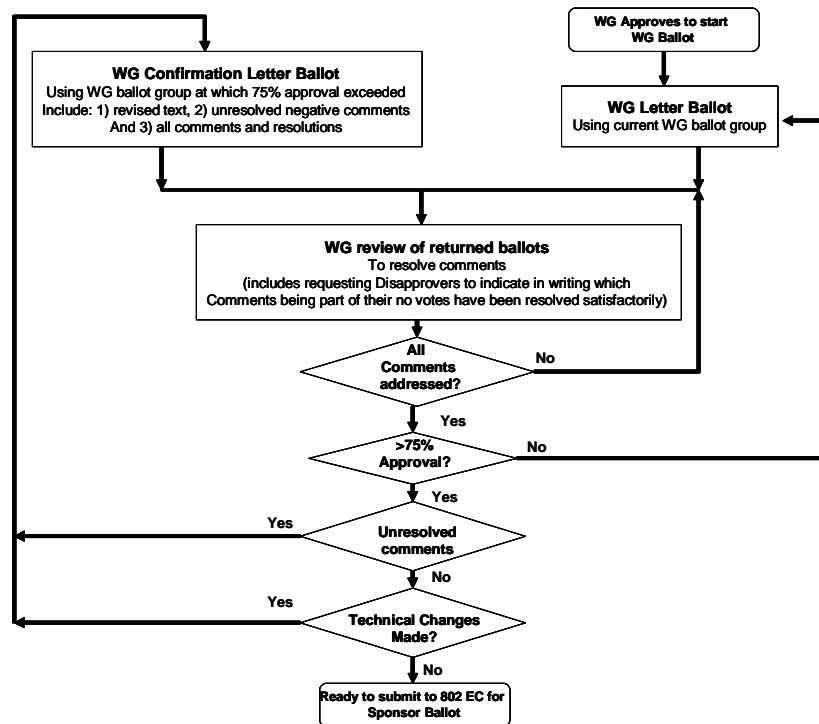 WG Approves to start
WG Ballot
WG Confirmation Letter Ballot
Using WG ballot group at which 75% approval exceeded
Include: 1) revised text, 2) unresolved negative comments
And 3) all comments and resolutions
WG Letter Ballot
Using current WG ballot group
WG review of returned ballots
To resolve comments
(includes requesting Disapprovers to indicate in writing which
Comments being part of their no votes have been resolved satisfactorily)
All
Comments
addressed?
No
Yes
>75%
Approval?
No
Yes
Yes
Unresolved
comments
No
Yes
Technical Changes
Made?
No
Ready to submit to 802 EC for
Sponsor Ballot